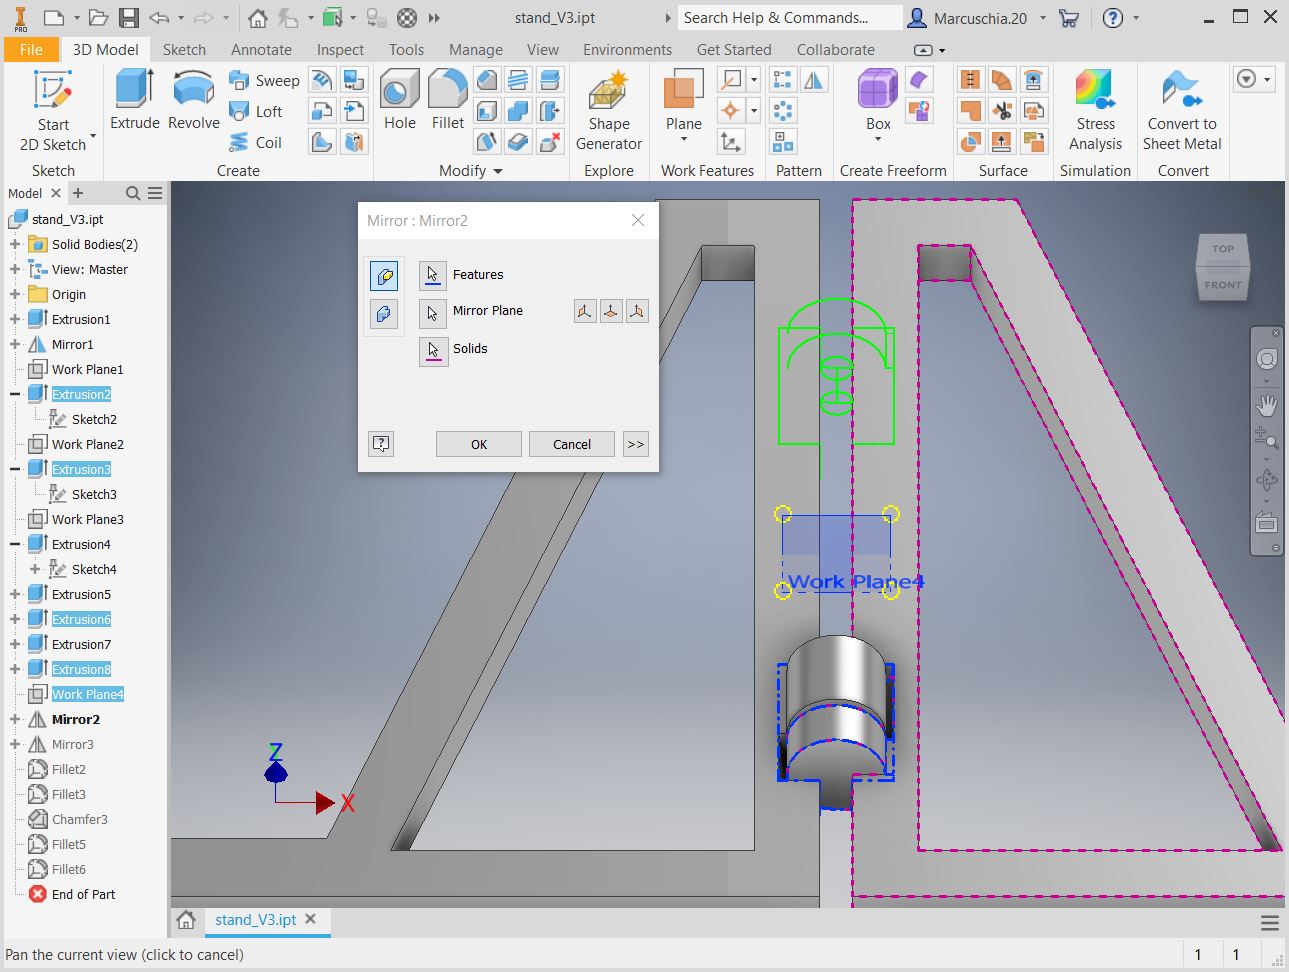 PRO
stand_V3.ipt
Search Help & Commands...
Marcuschia.20
File
3D Model
Sketch
Annotate
Inspect
Tools
Manage
View
Environments
Get Started
Collaborate
Start
2D Sketch
Extrude
Revolve
Sweep
Loft
Coil
Hole
Fillet
Shape
Generator
Plane
Box
Stress
Analysis
Convert to
Sheet Metal
Sketch
Create
Modify
Explore
Work Features
Pattern
Create Freeform
Surface
Simulation
Convert
Model
stand_V3.ipt
Solid Bodies(2)
View: Master
Origin
Extrusion1
Mirror1
Work Plane1
Extrusion2
Sketch2
Work Plane2
Extrusion3
Sketch3
Work Plane3
Extrusion4
Sketch4
Extrusion5
Extrusion6
Extrusion7
Extrusion8
Work Plane4
Mirror2
Mirror3
Fillet2
Fillet3
Chamfer3
Fillet5
Fillet6
End of Part
Mirror : Mirror2
Features
Mirror Plane
Solids
OK
Cancel
>>
TOP
FRONT
Work Plane4
Z
X
stand_V3.ipt
Pan the current view (click to cancel)
1
1